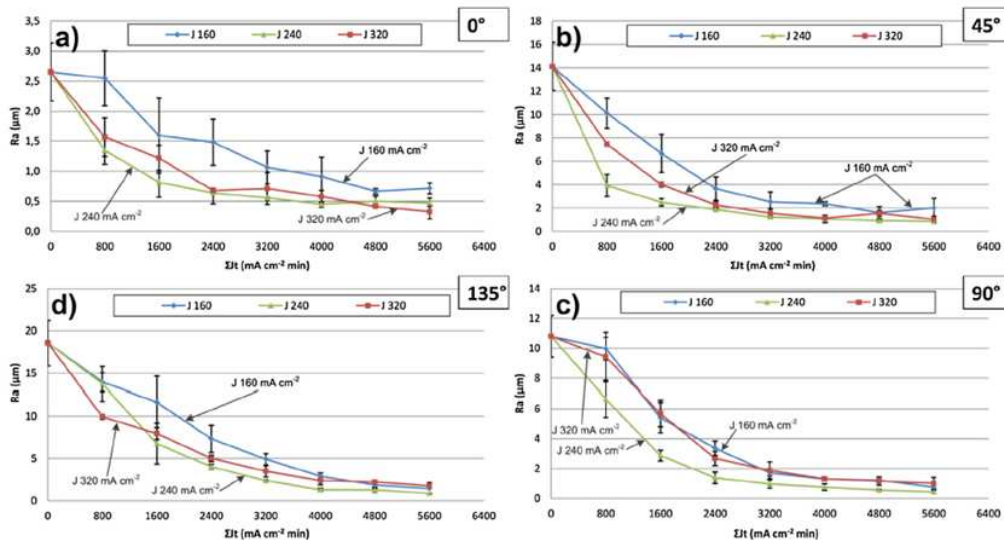 a)
0°
J 160 J 240 J 320
3,5
3,0
2,5
2,0
1,5
1,0
0,5
0,0
Ra (µm)
J 160 mA cm-2
J 240 mA cm-2
J 320 mA cm-2
0 800 1600 2400 3200 4000 4800 5600 6400
ΣJt (mA cm-2 min)
b)
45°
J 160 J 240 J 320
18
16
14
12
10
8
6
4
2
0
Ra (µm)
J 320 mA cm-2
J 160 mA cm-2
J 240 mA cm-2
0 800 1600 2400 3200 4000 4800 5600 6400
ΣJt (mA cm-2 min)
d)
135°
J 160 J 240 J 320
25
20
15
10
5
0
Ra (µm)
J 160 mA cm-2
J 320 mA cm-2
J 240 mA cm-2
0 800 1600 2400 3200 4000 4800 5600 6400
ΣJt (mA cm-2 min)
c)
90°
J 160 J 240 J 320
14
12
10
8
6
4
2
0
Ra (µm)
J 320 mA cm-2
J 160 mA cm-2
J 240 mA cm-2
0 800 1600 2400 3200 4000 4800 5600 6400
ΣJt (mA cm-2 min)